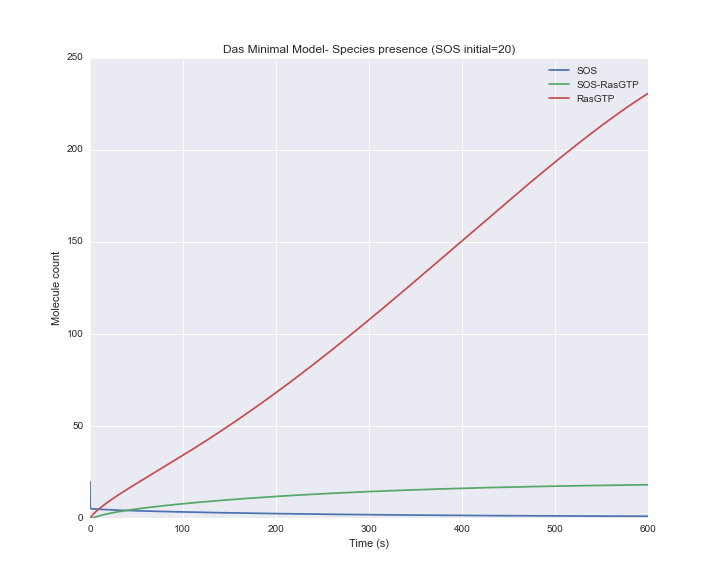 Das Minimal Model- Species presence (SOS initial=20)
SOS
SOS-RasGTP
RasGTP
Molecule count
250
200
150
100
50
0
0 100 200 300 400 500 600
Time (s)